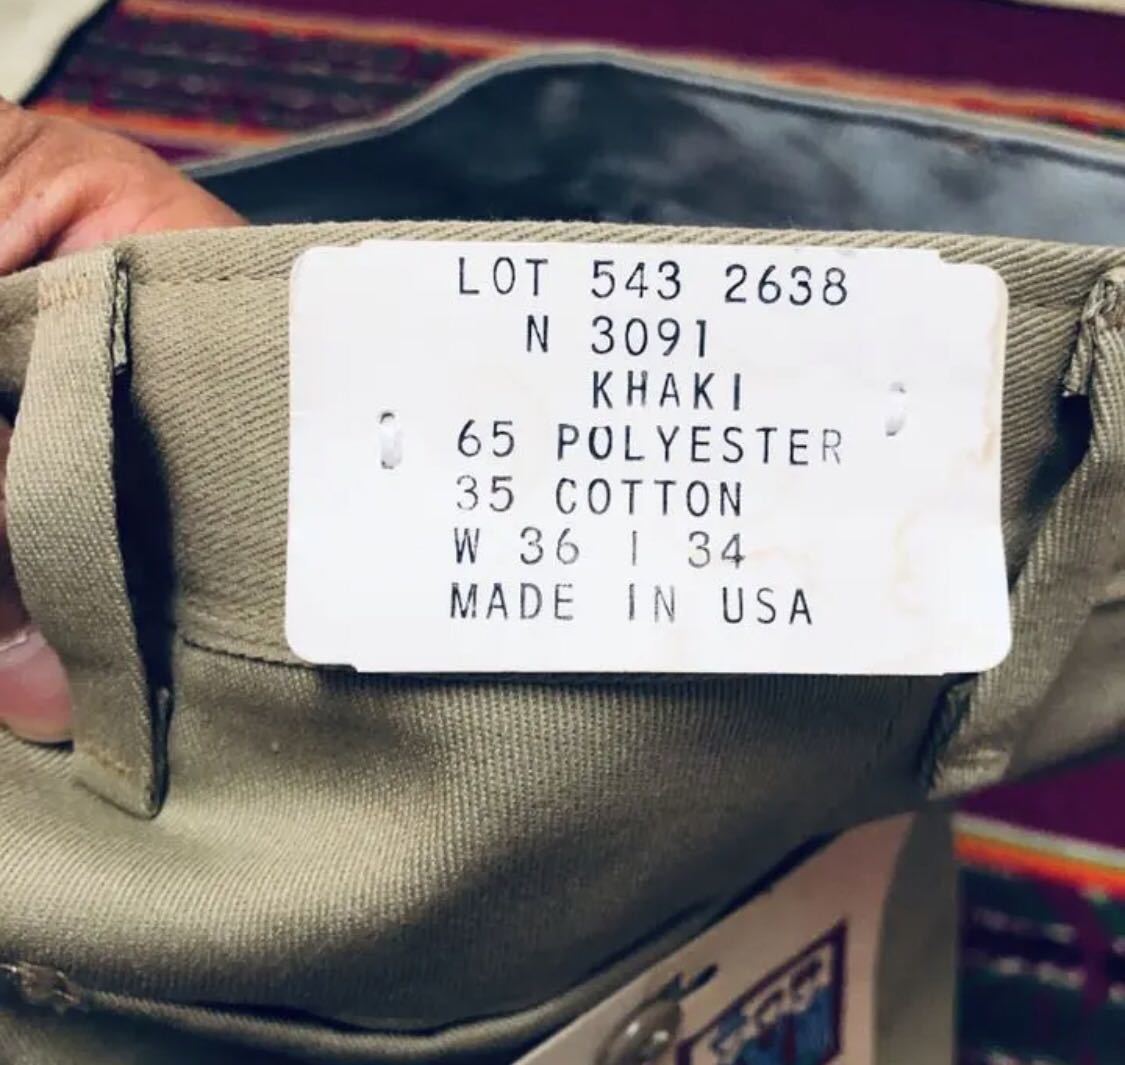 LOT 543 2638
N 3091
KHAKI
65 POLYESTER
35 COTTON
W 36 I 34
MADE IN USA